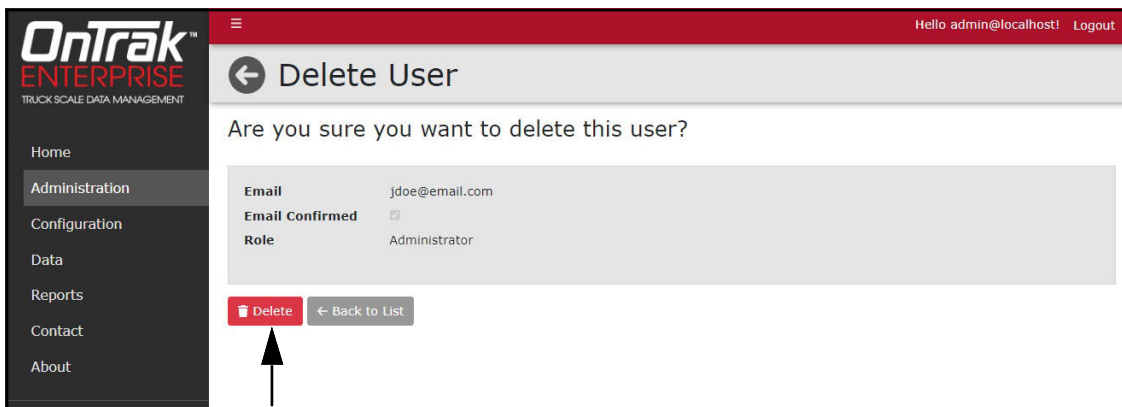 OnTrak™
ENTERPRISE
TRUCK SCALE DATA MANAGEMENT
Home
Administration
Configuration
Data
Reports
Contact
About
Hello admin@localhost! Logout
Delete User
Are you sure you want to delete this user?
Email jdoe@email.com
Email Confirmed
Role Administrator
Delete ← Back to List